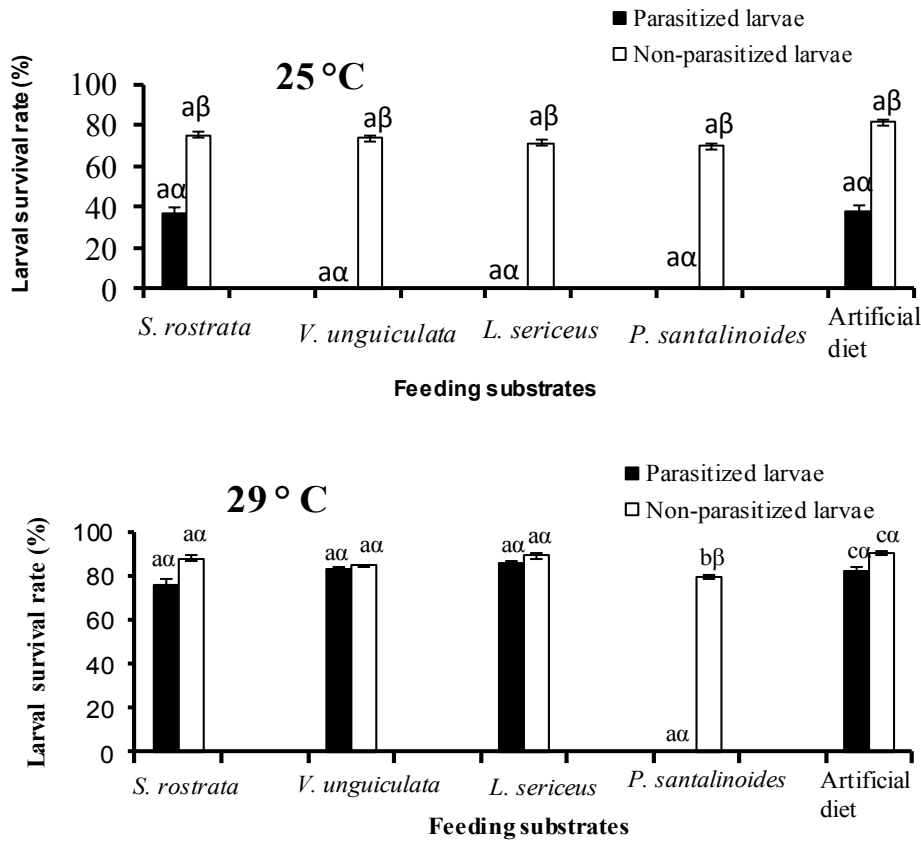 Parasitized larvae
Non-parasitized larvae
25 °C
Larval survival rate (%)
100
80
60
40
20
0
aα
aβ
aα
aβ
aα
aβ
aα
aβ
aα
aβ
S. rostrata
V. unguiculata
L. sericeus
P. santalinoides
Artificial
diet
Feeding substrates
Parasitized larvae
Non-parasitized larvae
29 ° C
Larval survival rate (%)
100
80
60
40
20
0
aα
aα
aα
aα
aα
aα
aα
bβ
cα
cα
S. rostrata
V. unguiculata
L. sericeus
P. santalinoides
Artificial
diet
Feeding substrates